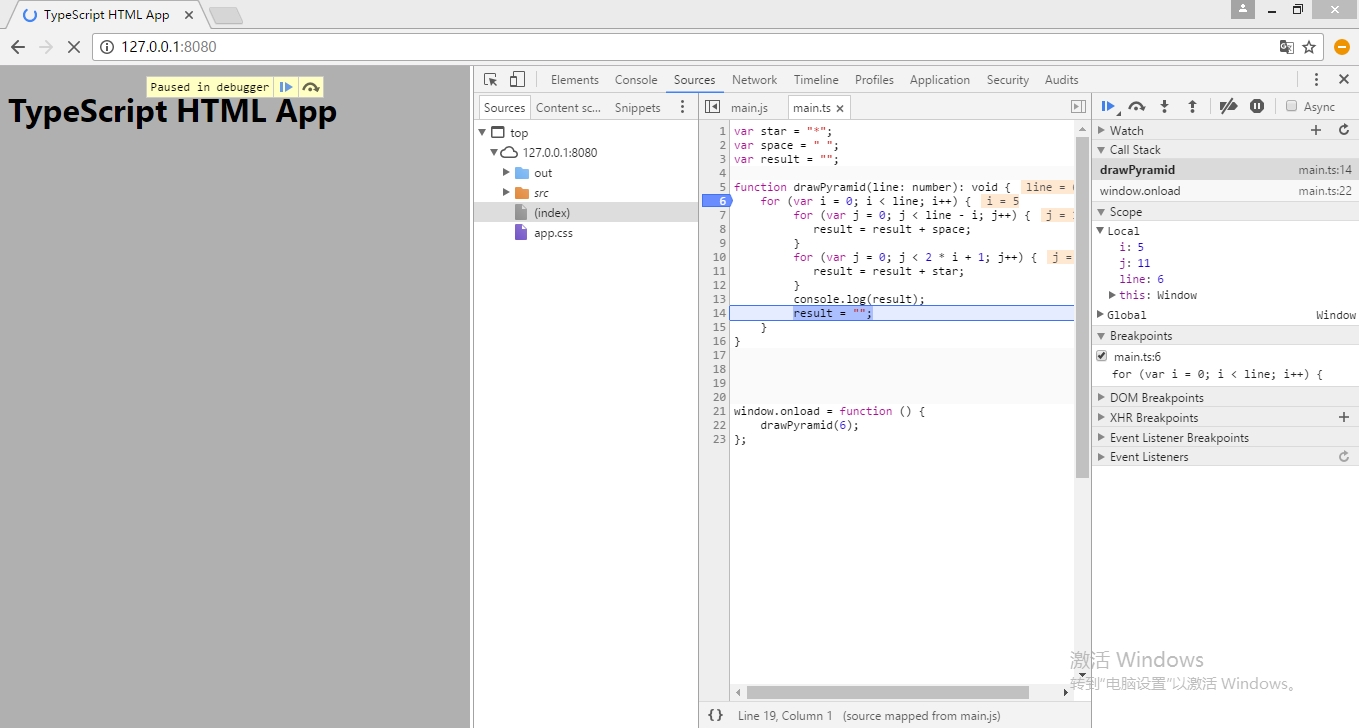 TypeScript HTML App
127.0.0.1:8080
Paused in debugger
TypeScript HTML App
Elements Console Sources Network Timeline Profiles Application Security Audits
Sources Content sc... Snippets
top
127.0.0.1:8080
out
src
(index)
app.css
main.js main.ts
1 var star = "*";
2 var space = " ";
3 var result = "";
4
5 function drawPyramid(line: number): void { line =
6 for (var i = 0; i < line; i++) { i = 5
7 for (var j = 0; j < line - i; j++) { j =
8 result = result + space;
9 }
10 for (var j = 0; j < 2 * i + 1; j++) { j =
11 result = result + star;
12 }
13 console.log(result);
14 result = "";
15 }
16 }
17
18
19
20
21 window.onload = function () {
22 drawPyramid(6);
23 };
{} Line 19, Column 1 (source mapped from main.js)
Async
Watch
Call Stack
drawPyramid main.ts:14
window.onload main.ts:22
Scope
Local
i: 5
j: 11
line: 6
this: Window
Global Window
Breakpoints
main.ts:6
for (var i = 0; i < line; i++) {
DOM Breakpoints
XHR Breakpoints
Event Listener Breakpoints
Event Listeners
激活 Windows
转到"电脑设置"以激活 Windows。